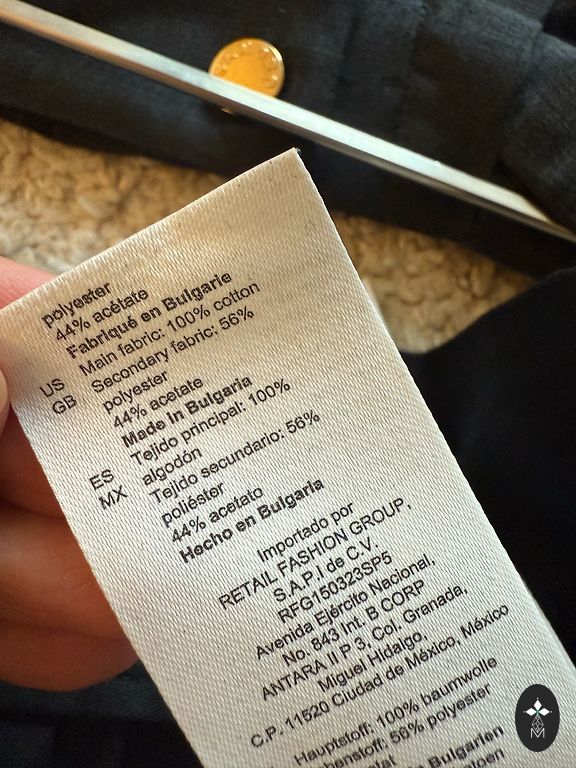 polyester
44% acétate
Fabriqué en Bulgarie
US Main fabric: 100% cotton
GB Secondary fabric: 56%
polyester
44% acetate
Made in Bulgaria
ES Tejido principal: 100%
MX algodón
Tejido secundario: 56%
poliéster
44% acetato
Hecho en Bulgaria
Importado por
RETAIL FASHION GROUP,
S.A.P.I de C.V.
RFG150323SP5
Avenida Ejército Nacional,
No. 843 Int. B CORP
ANTARA II P 3, Col. Granada,
Miguel Hidalgo,
C.P. 11520 Ciudad de México, México
Hauptstoff: 100% baumwolle
56% polyester
Bulgarien